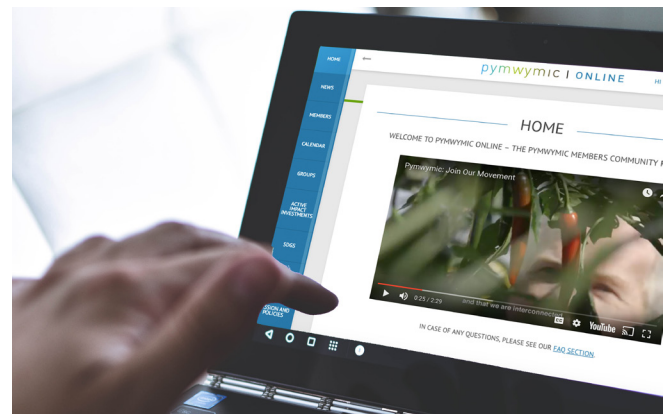 HOME
NEWS
MEMBERS
CALENDAR
GROUPS
ACTIVE
IMPACT
INVESTMENTS
SDGS
POLICIES
pymwymic | ONLINE
HI
HOME
WELCOME TO PYMWYMIC ONLINE – THE PYMWYMIC MEMBERS COMMUNITY
Pymwymic: Join Our Movement
and that we are interconnected
0:25 / 2:29
YouTube
IN CASE OF ANY QUESTIONS, PLEASE SEE OUR FAQ SECTION.